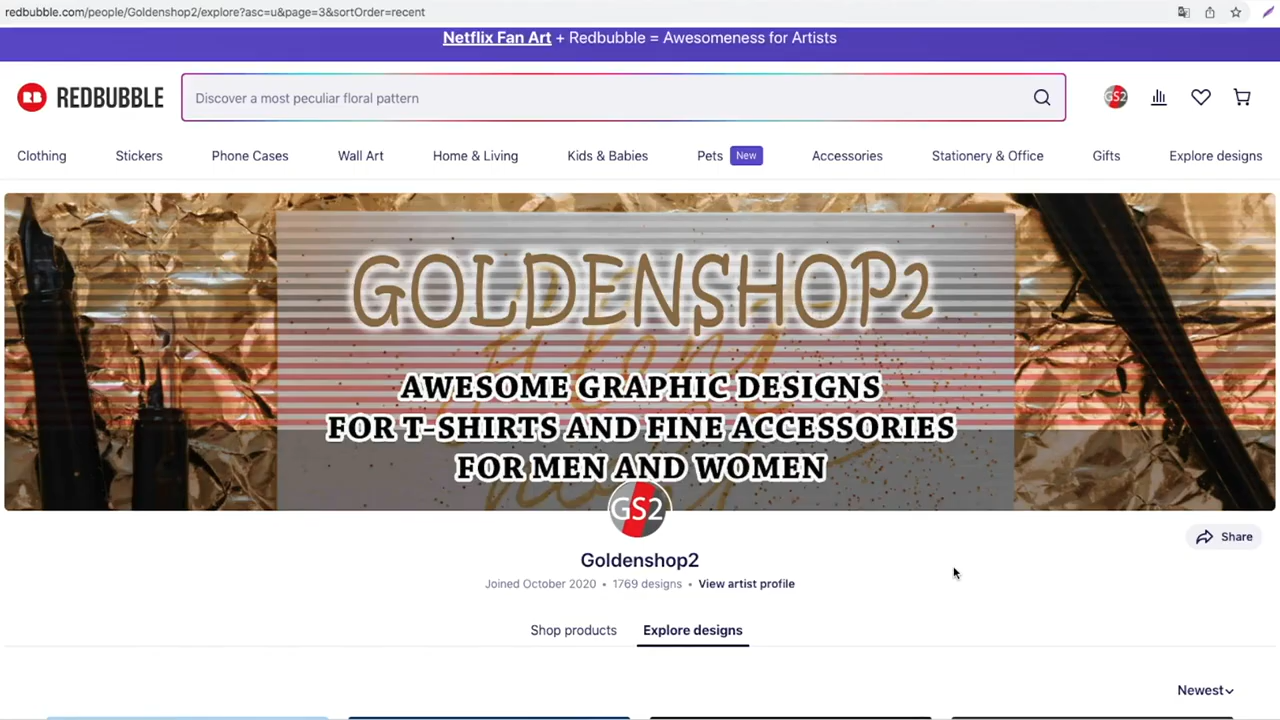 redbubble.com/people/Goldenshop2/explore?asc=u&page=3&sortOrder=recent
Netflix Fan Art + Redbubble = Awesomeness for Artists
RB REDBUBBLE
Discover a most peculiar floral pattern
GS2
Clothing
Stickers
Phone Cases
Wall Art
Home & Living
Kids & Babies
Pets New
Accessories
Stationery & Office
Gifts
Explore designs
GOLDENSHOP2
AWESOME GRAPHIC DESIGNS
FOR T-SHIRTS AND FINE ACCESSORIES
FOR MEN AND WOMEN
GS2
Share
Goldenshop2
Joined October 2020 • 1769 designs • View artist profile
Shop products
Explore designs
Newest